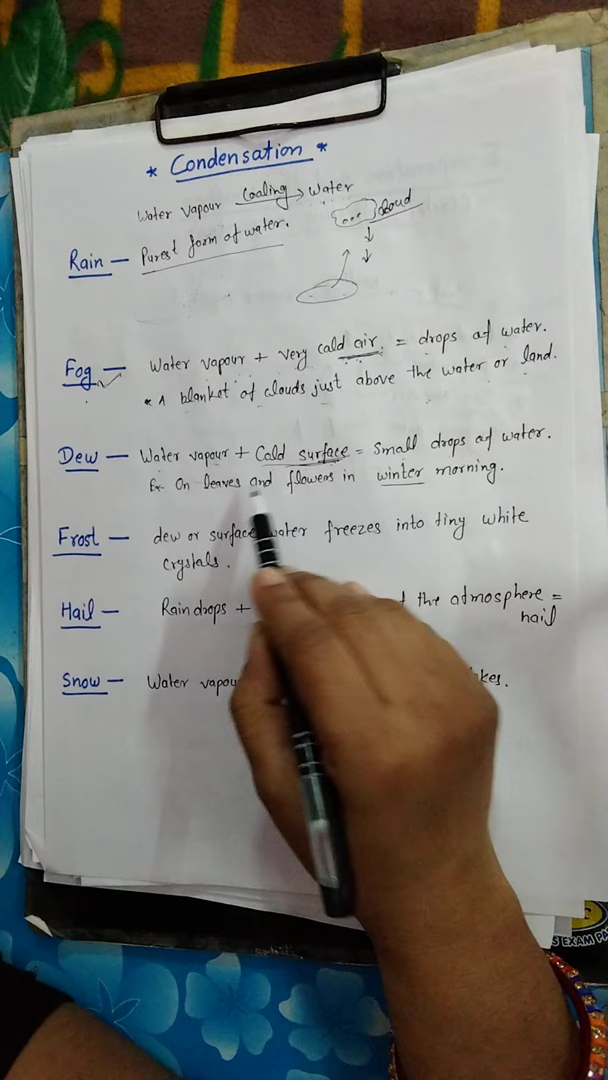 * Condensation *
Water vapour Cooling → Water
cloud
Rain — Purest form of water.
Fog — Water vapour + very cold air. = drops of water.
* A blanket of clouds just above the water or land.
Dew — Water vapour + Cold surface = Small drops of water.
Ex On leaves and flowers in winter morning.
Frost — dew or surface water freezes into tiny white
crystals.
Hail — Rain drops + the atmosphere =
hail
Snow — Water vapou
EXAM PA